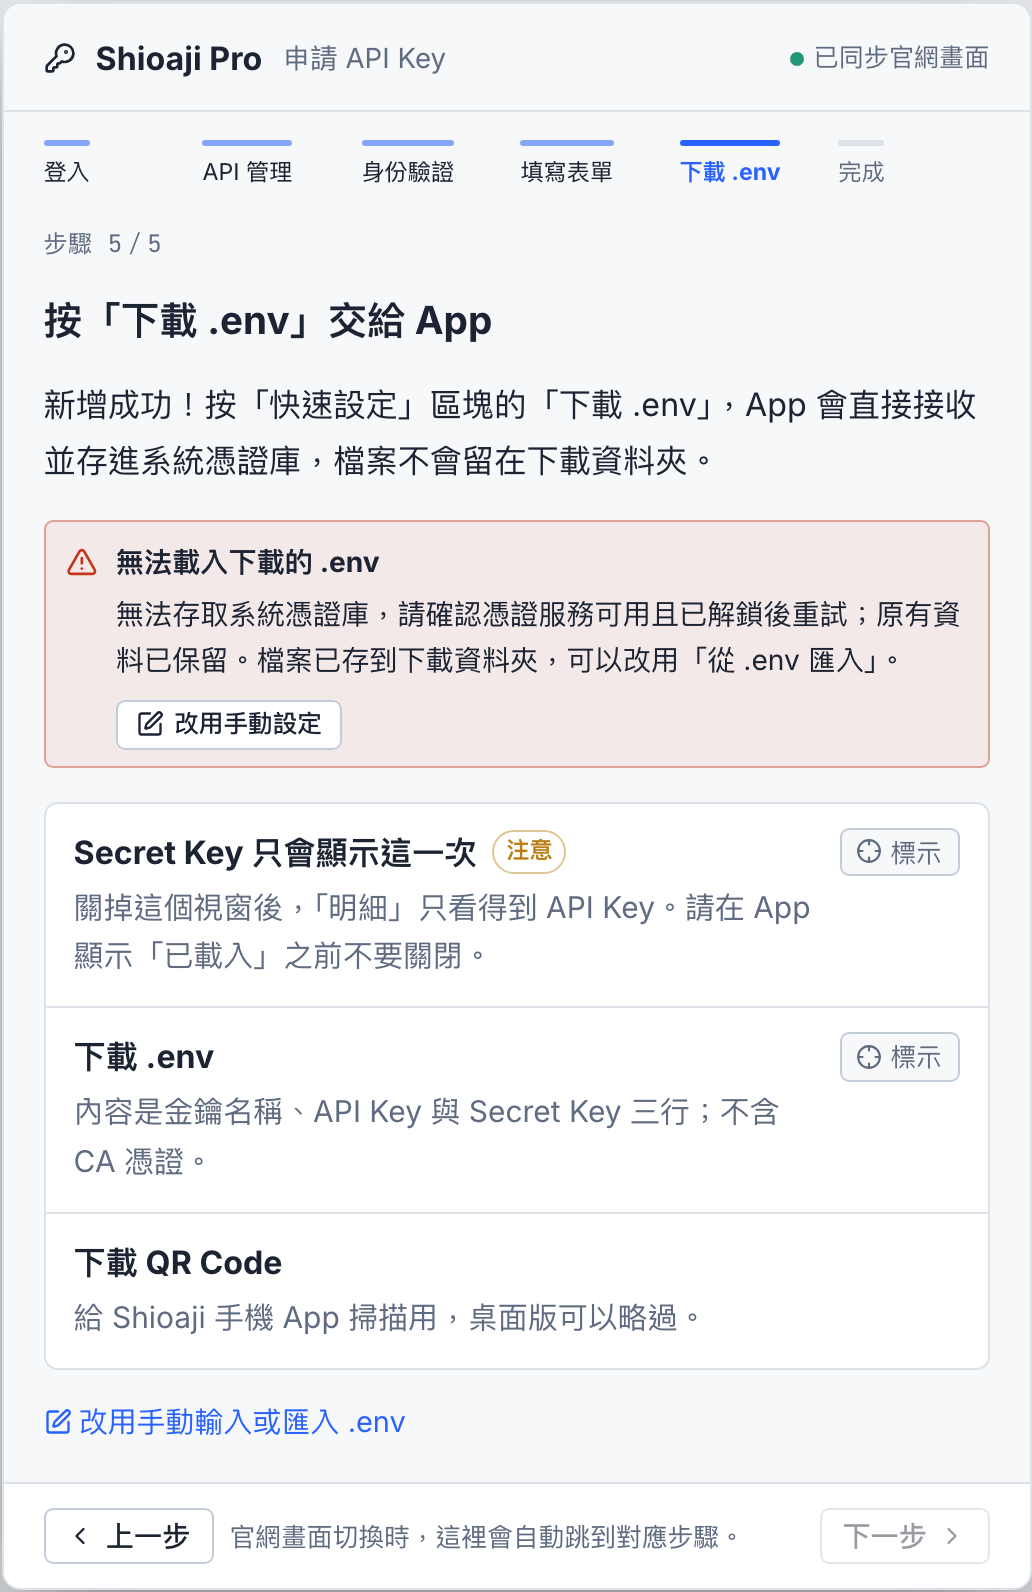 Shioaji Pro 申請 API Key
已同步官網畫面
登入 API 管理 身份驗證 填寫表單 下載 .env 完成
步驟 5 / 5
按「下載 .env」交給 App
新增成功！按「快速設定」區塊的「下載 .env」，App 會直接接收
並存進系統憑證庫，檔案不會留在下載資料夾。
無法載入下載的 .env
無法存取系統憑證庫，請確認憑證服務可用且已解鎖後重試；原有資
料已保留。檔案已存到下載資料夾，可以改用「從 .env 匯入」。
改用手動設定
Secret Key 只會顯示這一次 注意
標示
關掉這個視窗後，「明細」只看得到 API Key。請在 App
顯示「已載入」之前不要關閉。
下載 .env
標示
內容是金鑰名稱、API Key 與 Secret Key 三行；不含
CA 憑證。
下載 QR Code
給 Shioaji 手機 App 掃描用，桌面版可以略過。
改用手動輸入或匯入 .env
上一步 官網畫面切換時，這裡會自動跳到對應步驟。 下一步